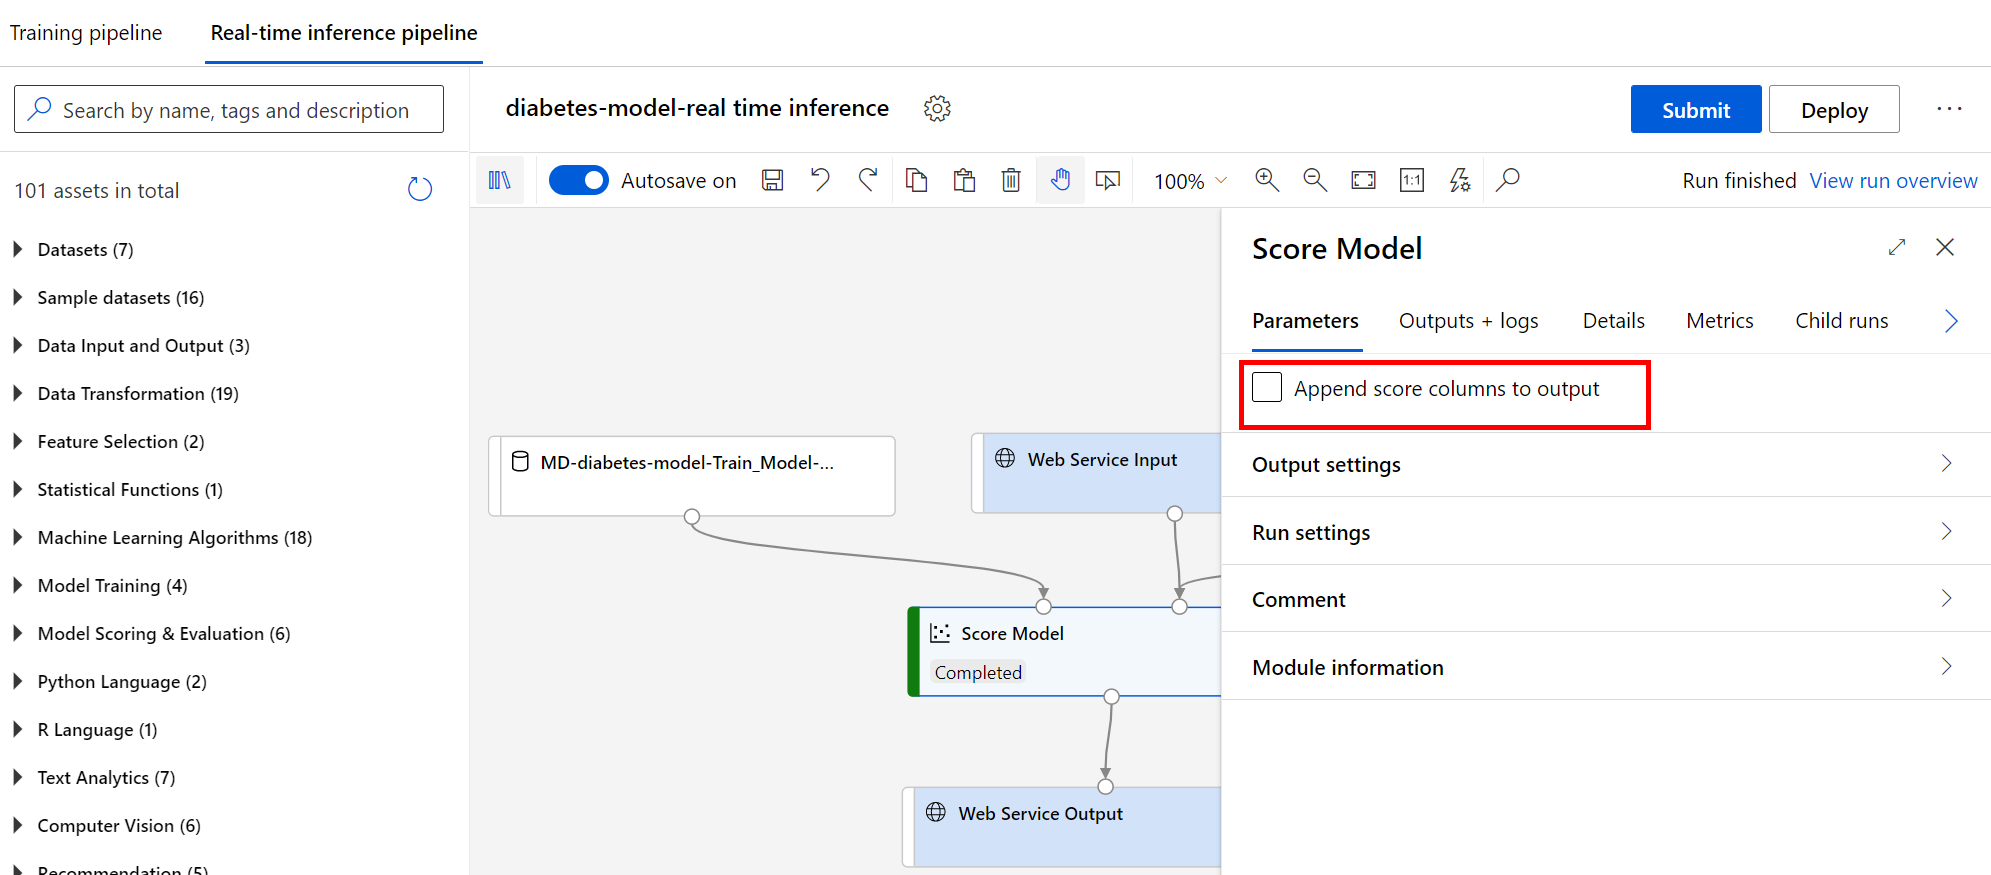 Training pipeline
Real-time inference pipeline
Search by name, tags and description
diabetes-model-real time inference
Submit
Deploy
...
101 assets in total
Autosave on
100%
1:1
Run finished
View run overview
Datasets (7)
Sample datasets (16)
Data Input and Output (3)
Data Transformation (19)
Feature Selection (2)
Statistical Functions (1)
Machine Learning Algorithms (18)
Model Training (4)
Model Scoring & Evaluation (6)
Python Language (2)
R Language (1)
Text Analytics (7)
Computer Vision (6)
Recommendation (5)
MD-diabetes-model-Train_Model-...
Web Service Input
Score Model
Completed
Web Service Output
Score Model
Parameters
Outputs + logs
Details
Metrics
Child runs
Append score columns to output
Output settings
Run settings
Comment
Module information